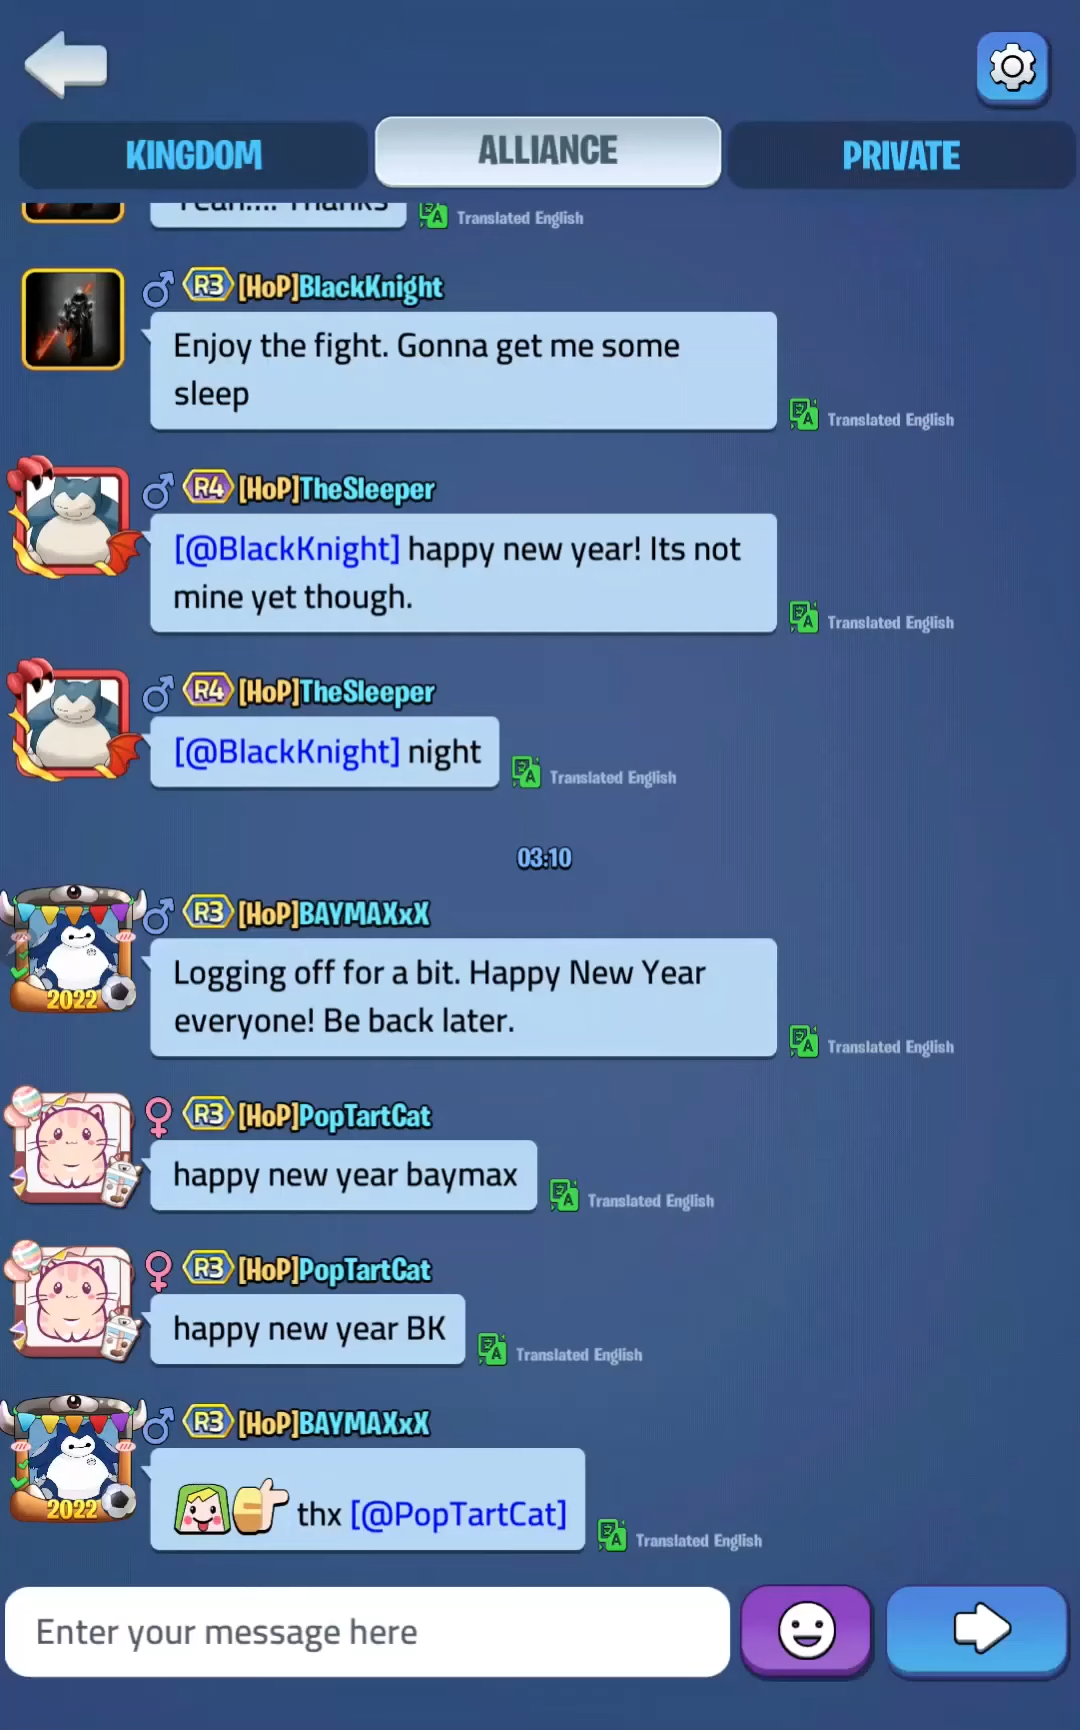 KINGDOM
ALLIANCE
PRIVATE
Yeah.... Thanks
Translated English
R3 [HoP]BlackKnight
Enjoy the fight. Gonna get me some
sleep
Translated English
R4 [HoP]TheSleeper
[@BlackKnight] happy new year! Its not
mine yet though.
Translated English
R4 [HoP]TheSleeper
[@BlackKnight] night
Translated English
03:10
2022
R3 [HoP]BAYMAXxX
Logging off for a bit. Happy New Year
everyone! Be back later.
Translated English
R3 [HoP]PopTartCat
happy new year baymax
Translated English
R3 [HoP]PopTartCat
happy new year BK
Translated English
2022
R3 [HoP]BAYMAXxX
thx [@PopTartCat]
Translated English
Enter your message here